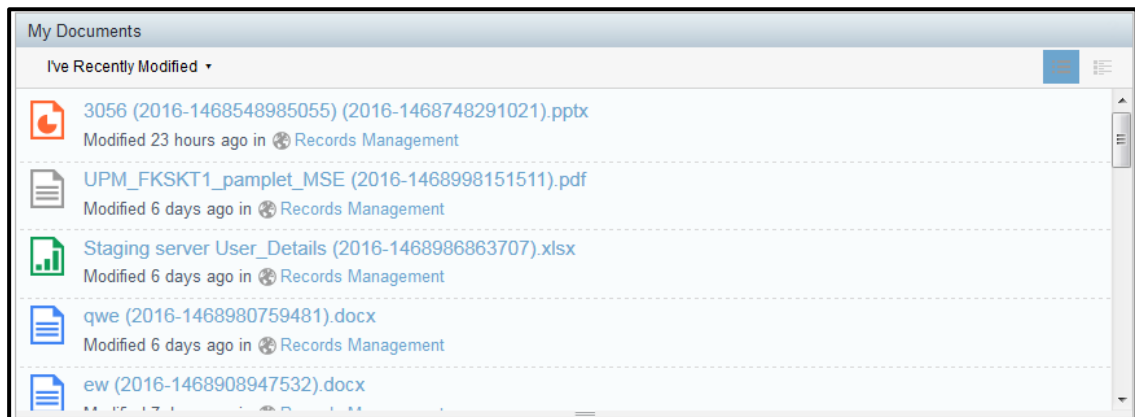 My Documents
I've Recently Modified
3056 (2016-1468548985055) (2016-1468748291021).pptx
Modified 23 hours ago in Records Management
UPM_FKSKT1_pamplet_MSE (2016-1468998151511).pdf
Modified 6 days ago in Records Management
Staging server User_Details (2016-1468986863707).xlsx
Modified 6 days ago in Records Management
qwe (2016-1468980759481).docx
Modified 6 days ago in Records Management
ew (2016-1468908947532).docx